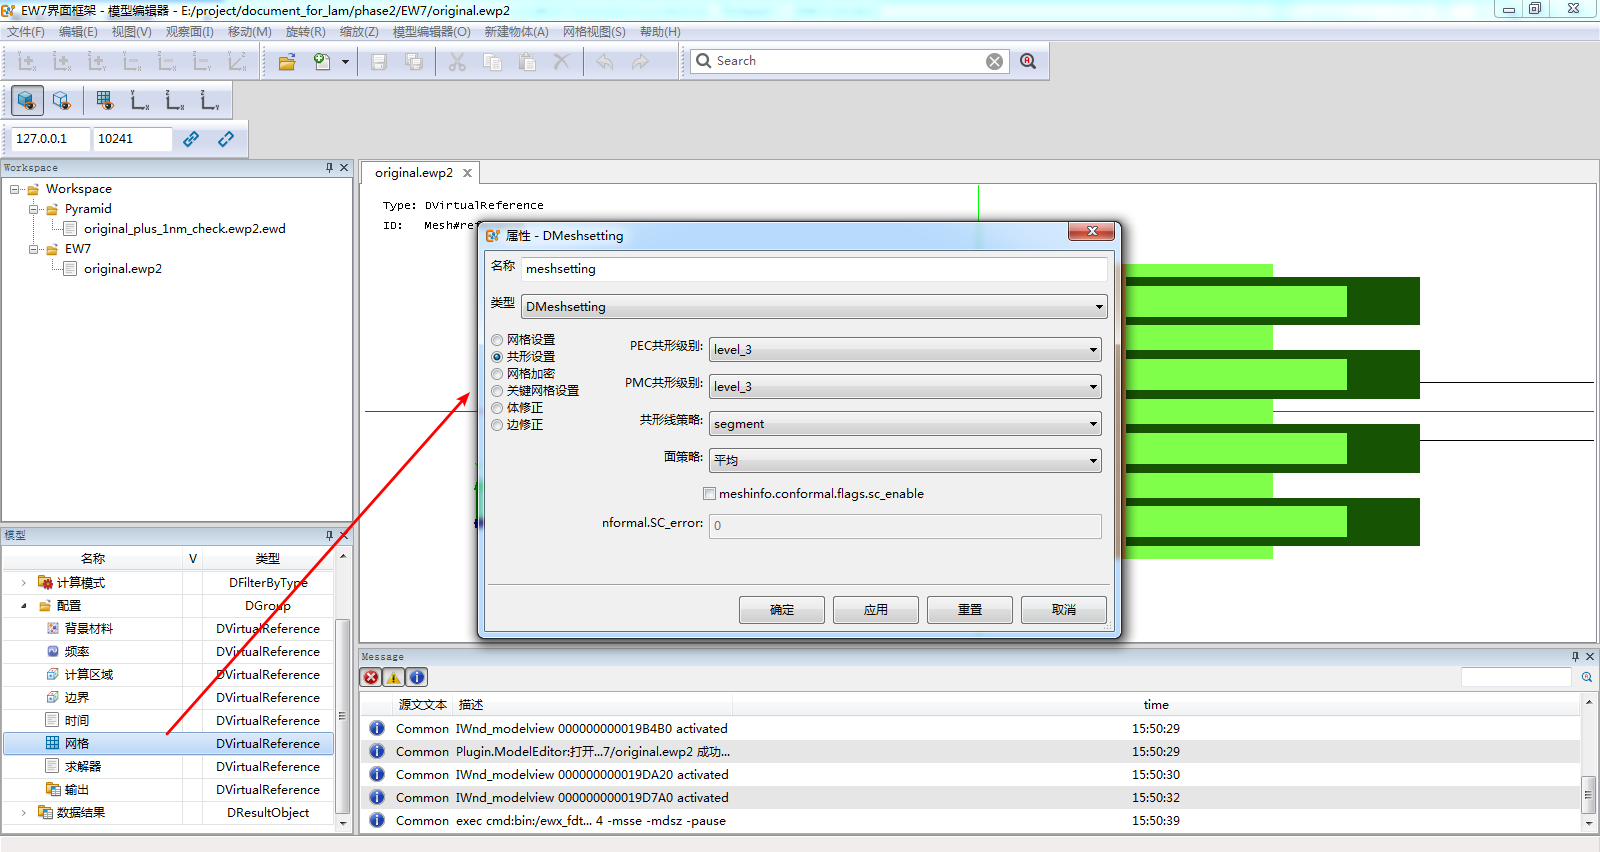 EW7界面框架 - 模型编辑器 - E:/project/document_for_lam/phase2/EW7/original.ewp2
文件(F) 编辑(E) 视图(V) 观察面(I) 移动(M) 旋转(R) 缩放(Z) 模型编辑器(O) 新建物体(A) 网格视图(S) 帮助(H)
Search
127.0.0.1 10241
Workspace
Workspace
Pyramid
original_plus_1nm_check.ewp2.ewd
EW7
original.ewp2
模型
名称 V 类型
计算模式 DFilterByType
配置 DGroup
背景材料 DVirtualReference
频率 DVirtualReference
计算区域 DVirtualReference
边界 DVirtualReference
时间 DVirtualReference
网格 DVirtualReference
求解器 DVirtualReference
输出 DVirtualReference
数据结果 DResultObject
original.ewp2
Type: DVirtualReference
ID: Mesh#re
属性 - DMeshsetting
名称 meshsetting
类型 DMeshsetting
网格设置
共形设置
网格加密
关键网格设置
体修正
边修正
PEC共形级别: level_3
PMC共形级别: level_3
共形线策略: segment
面策略: 平均
meshinfo.conformal.flags.sc_enable
nformal.SC_error: 0
确定 应用 重置 取消
Message
源文文本 描述 time
Common IWnd_modelview 000000000019B4B0 activated 15:50:29
Common Plugin.ModelEditor:打开...7/original.ewp2 成功... 15:50:29
Common IWnd_modelview 000000000019DA20 activated 15:50:30
Common IWnd_modelview 000000000019D7A0 activated 15:50:32
Common exec cmd:bin:/ewx_fdt... 4 -msse -mdsz -pause 15:50:39